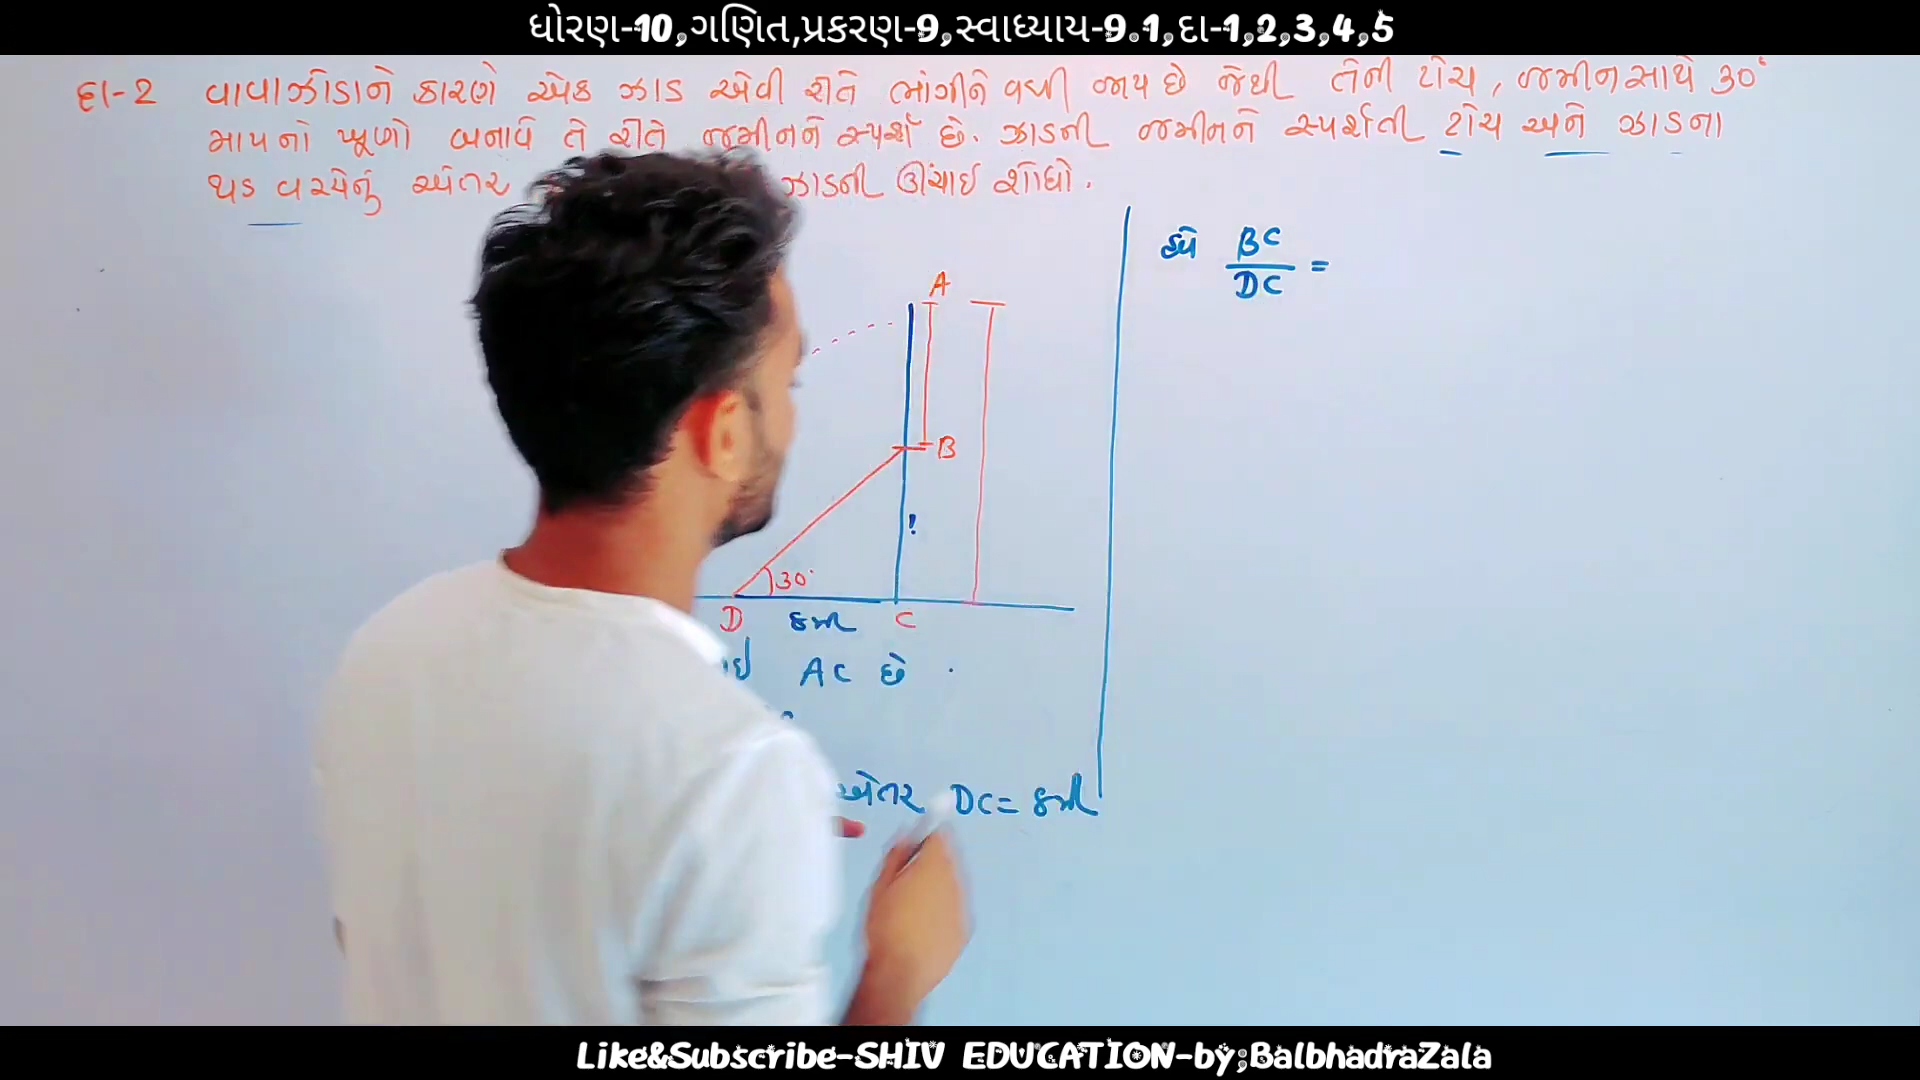 ધોરણ-10,ગણિત,પ્રકરણ-9,સ્વાધ્યાય-9.1,દા-1,2,3,4,5
દા-2 વાવાઝોડાને કારણે એક ઝાડ એવી રીતે ભાંગીને વળી જાય છે જેથી તેની ટોચ, જમીન સાથે 30°
માપનો ખૂણો બનાવે તે રીતે જમીનને સ્પર્શે છે. ઝાડની જમીનને સ્પર્શતી ટોચ અને ઝાડના
થડ વચ્ચેનું અંતર ઝાડની ઊંચાઈ શોધો.
હવે BC
DC =
A
B
30°
D 8મી C
AC છે .
અંતર DC = 8મી
Like&Subscribe-SHIV EDUCATION-by;BalbhadraZala